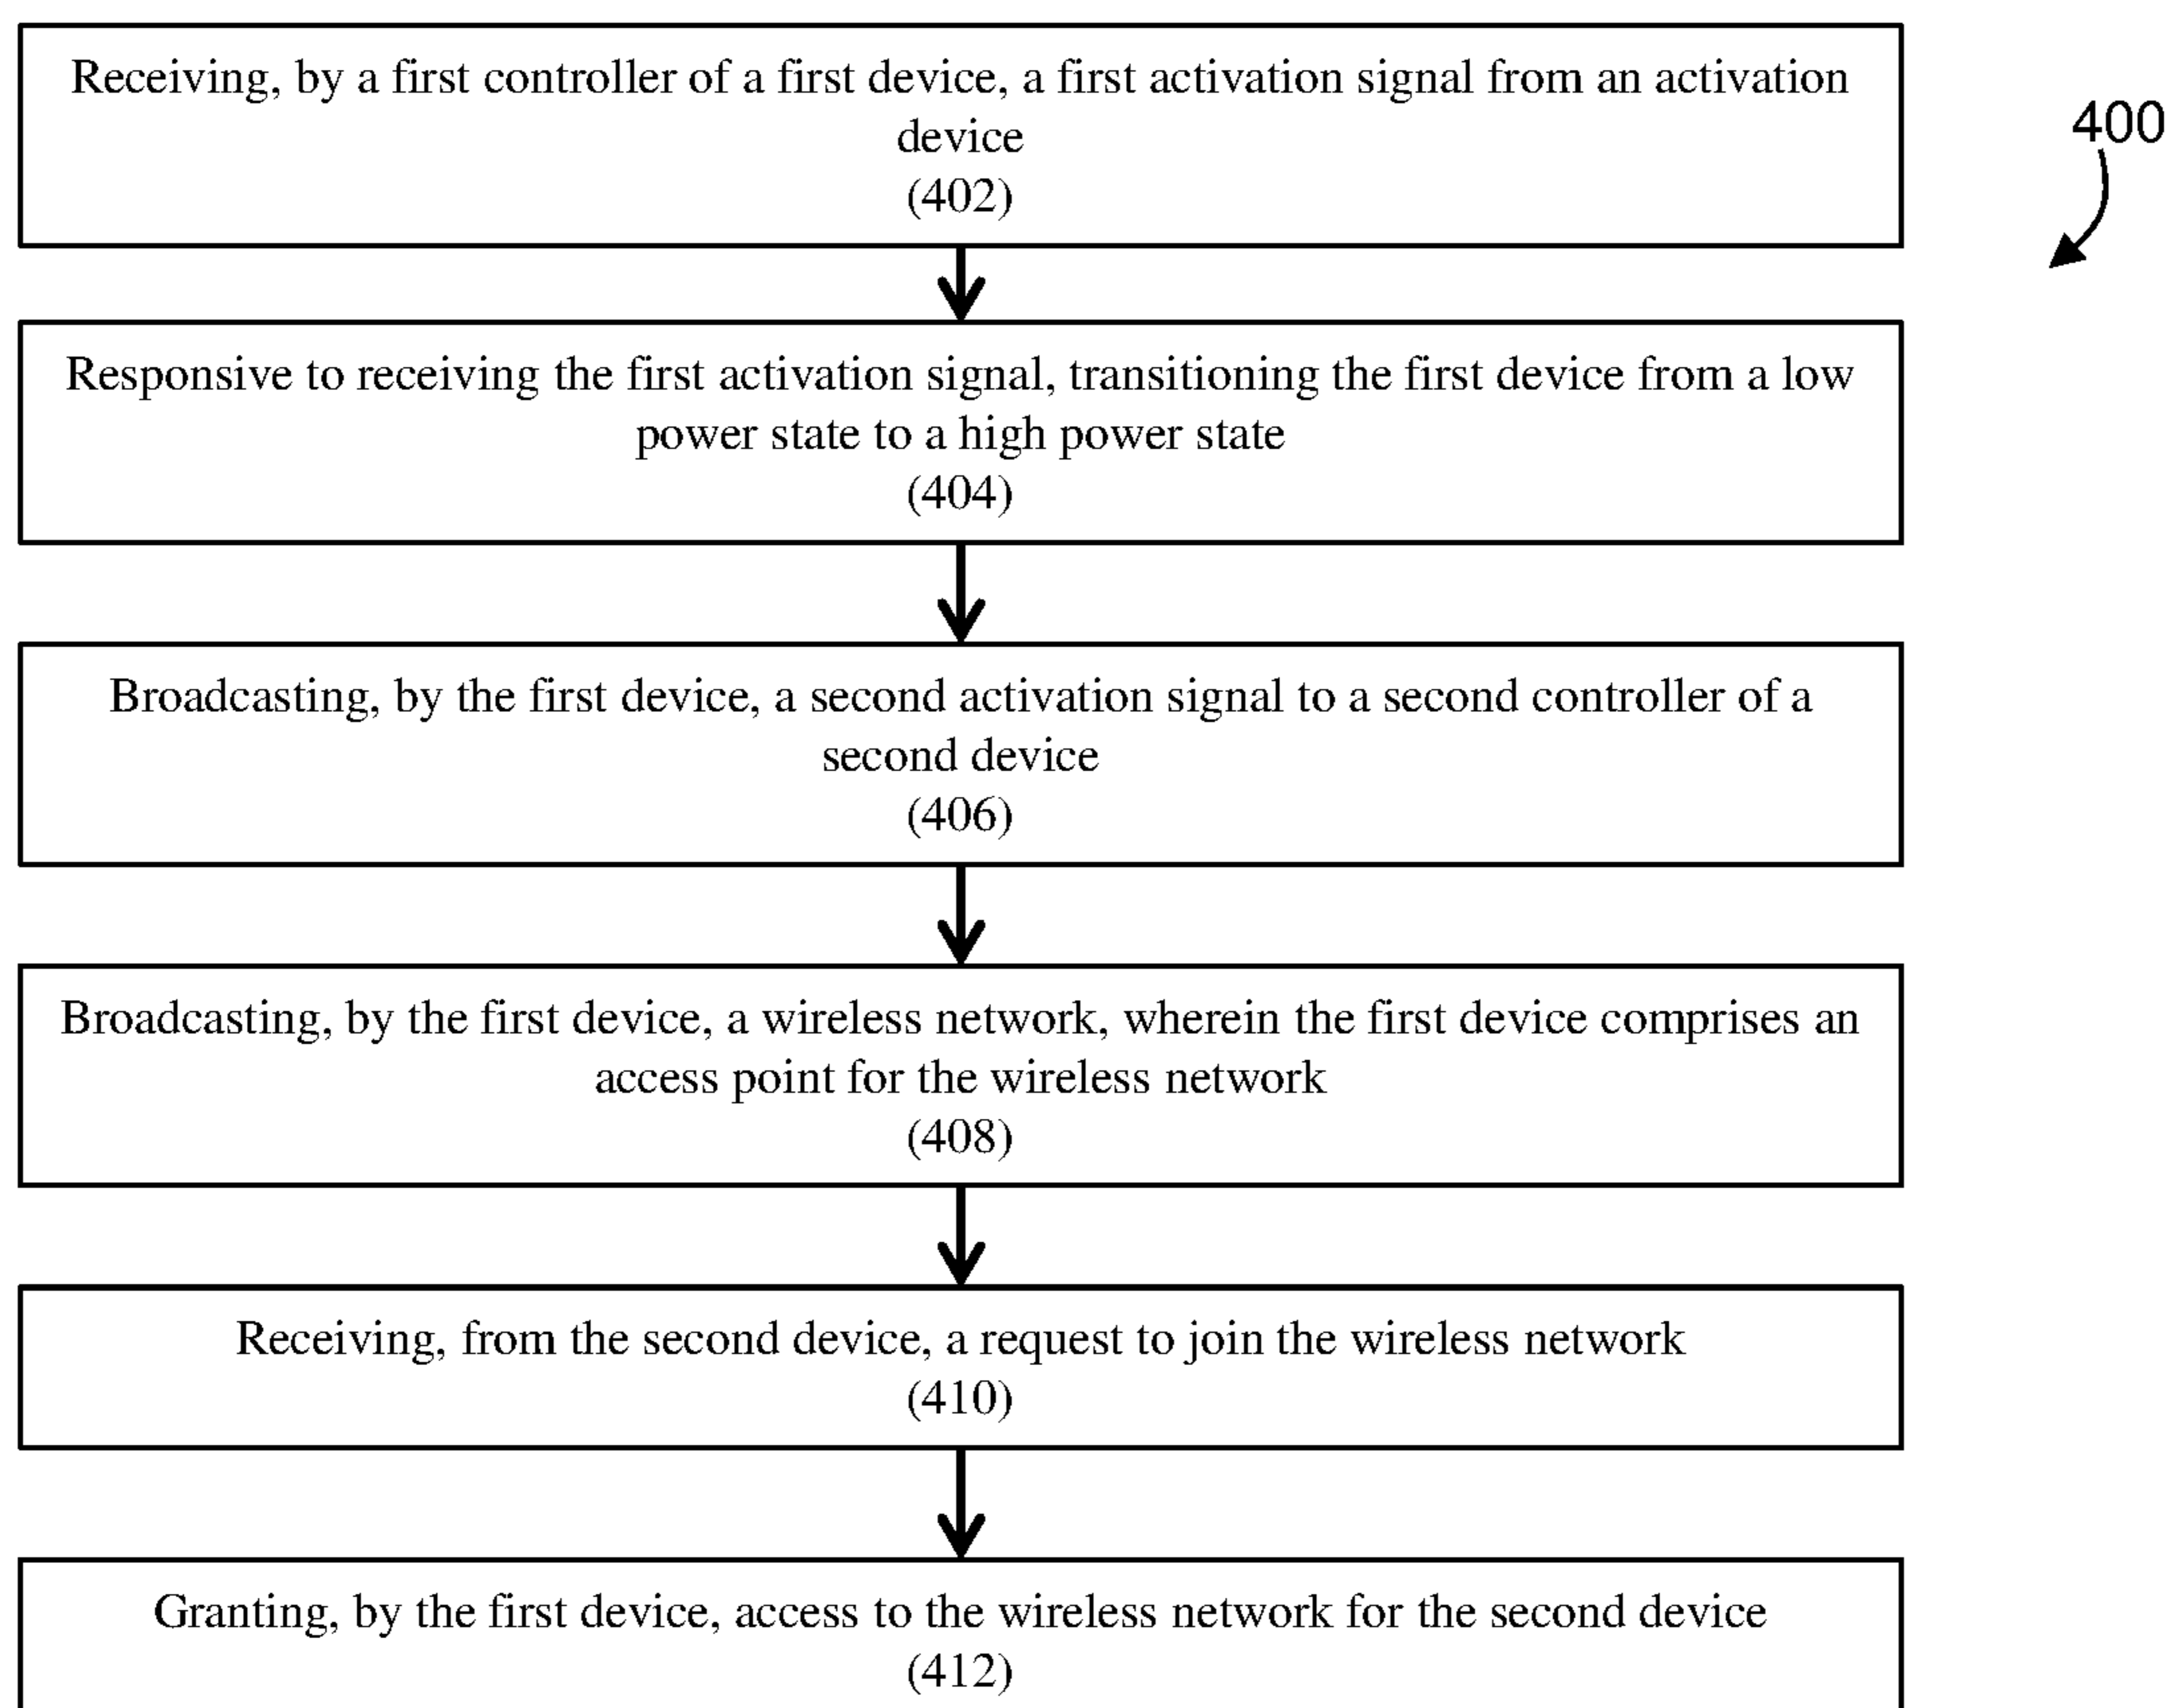 Receiving, by a first controller of a first device, a first activation signal from an activation
device
(402)
400
Responsive to receiving the first activation signal, transitioning the first device from a low
power state to a high power state
(404)
Broadcasting, by the first device, a second activation signal to a second controller of a
second device
(406)
Broadcasting, by the first device, a wireless network, wherein the first device comprises an
access point for the wireless network
(408)
Receiving, from the second device, a request to join the wireless network
(410)
Granting, by the first device, access to the wireless network for the second device
(412)